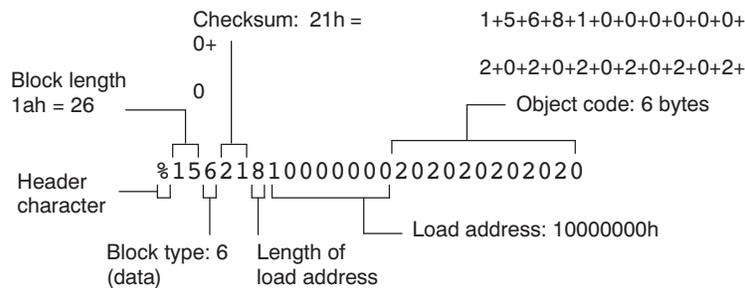 Checksum: 21h = 1+5+6+8+1+0+0+0+0+0+0+
0+
2+0+2+0+2+0+2+0+2+0+2+
0
Block length
1ah = 26
Object code: 6 bytes
%1562181000000020202020202020
Header
character
Load address: 10000000h
Block type: 6
(data)
Length of
load address